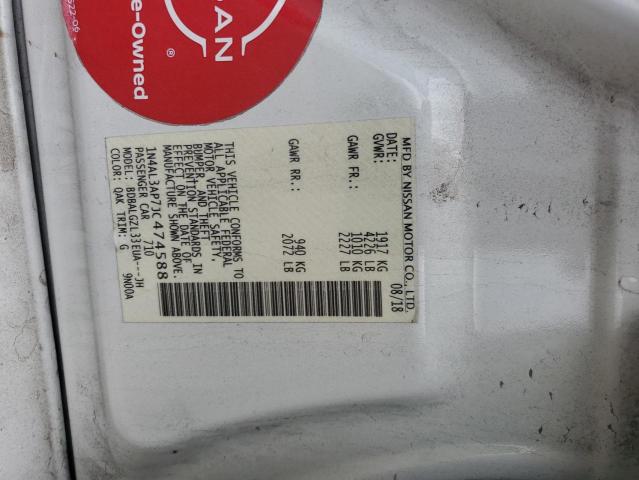 522-06
SAN
e-Owned
®
MFD BY NISSAN MOTOR CO., LTD.
DATE: 08/18
GVWR: 1917 KG
4226 LB
GAWR FR.: 1010 KG
2227 LB
GAWR RR.: 940 KG
2072 LB
THIS VEHICLE CONFORMS TO
ALL APPLICABLE FEDERAL
MOTOR VEHICLE SAFETY,
BUMPER, AND THEFT
PREVENTION STANDARDS IN
EFFECT ON THE DATE OF
MANUFACTURE SHOWN ABOVE.
1N4AL3AP7JC474588
PASSENGER CAR 710
MODEL: BDBALGZL33EUA---JH
COLOR: QAK TRIM: G 9N00A